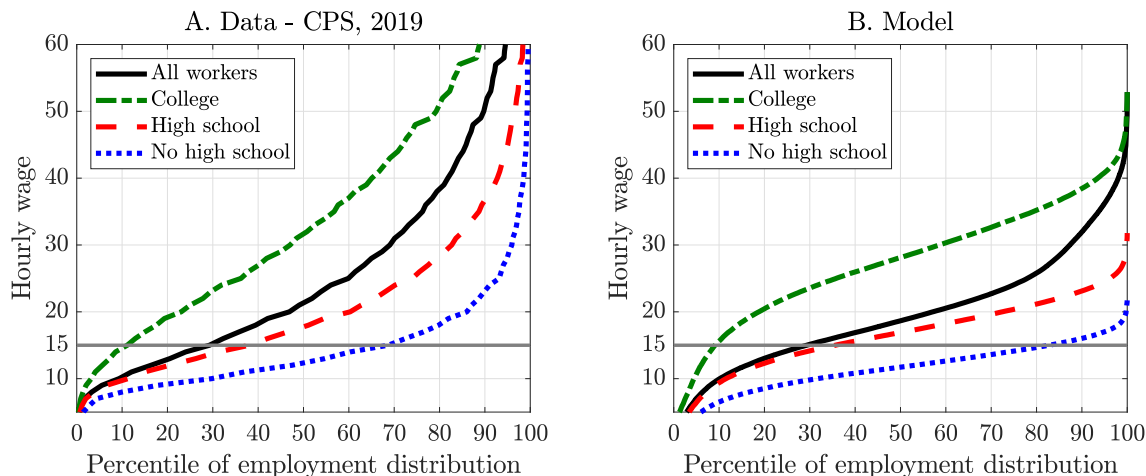 A. Data - CPS, 2019
60
50
40
30
20
15
10
Hourly wage
All workers
College
High school
No high school
0 10 20 30 40 50 60 70 80 90 100
Percentile of employment distribution
B. Model
60
50
40
30
20
15
10
Hourly wage
All workers
College
High school
No high school
0 10 20 30 40 50 60 70 80 90 100
Percentile of employment distribution